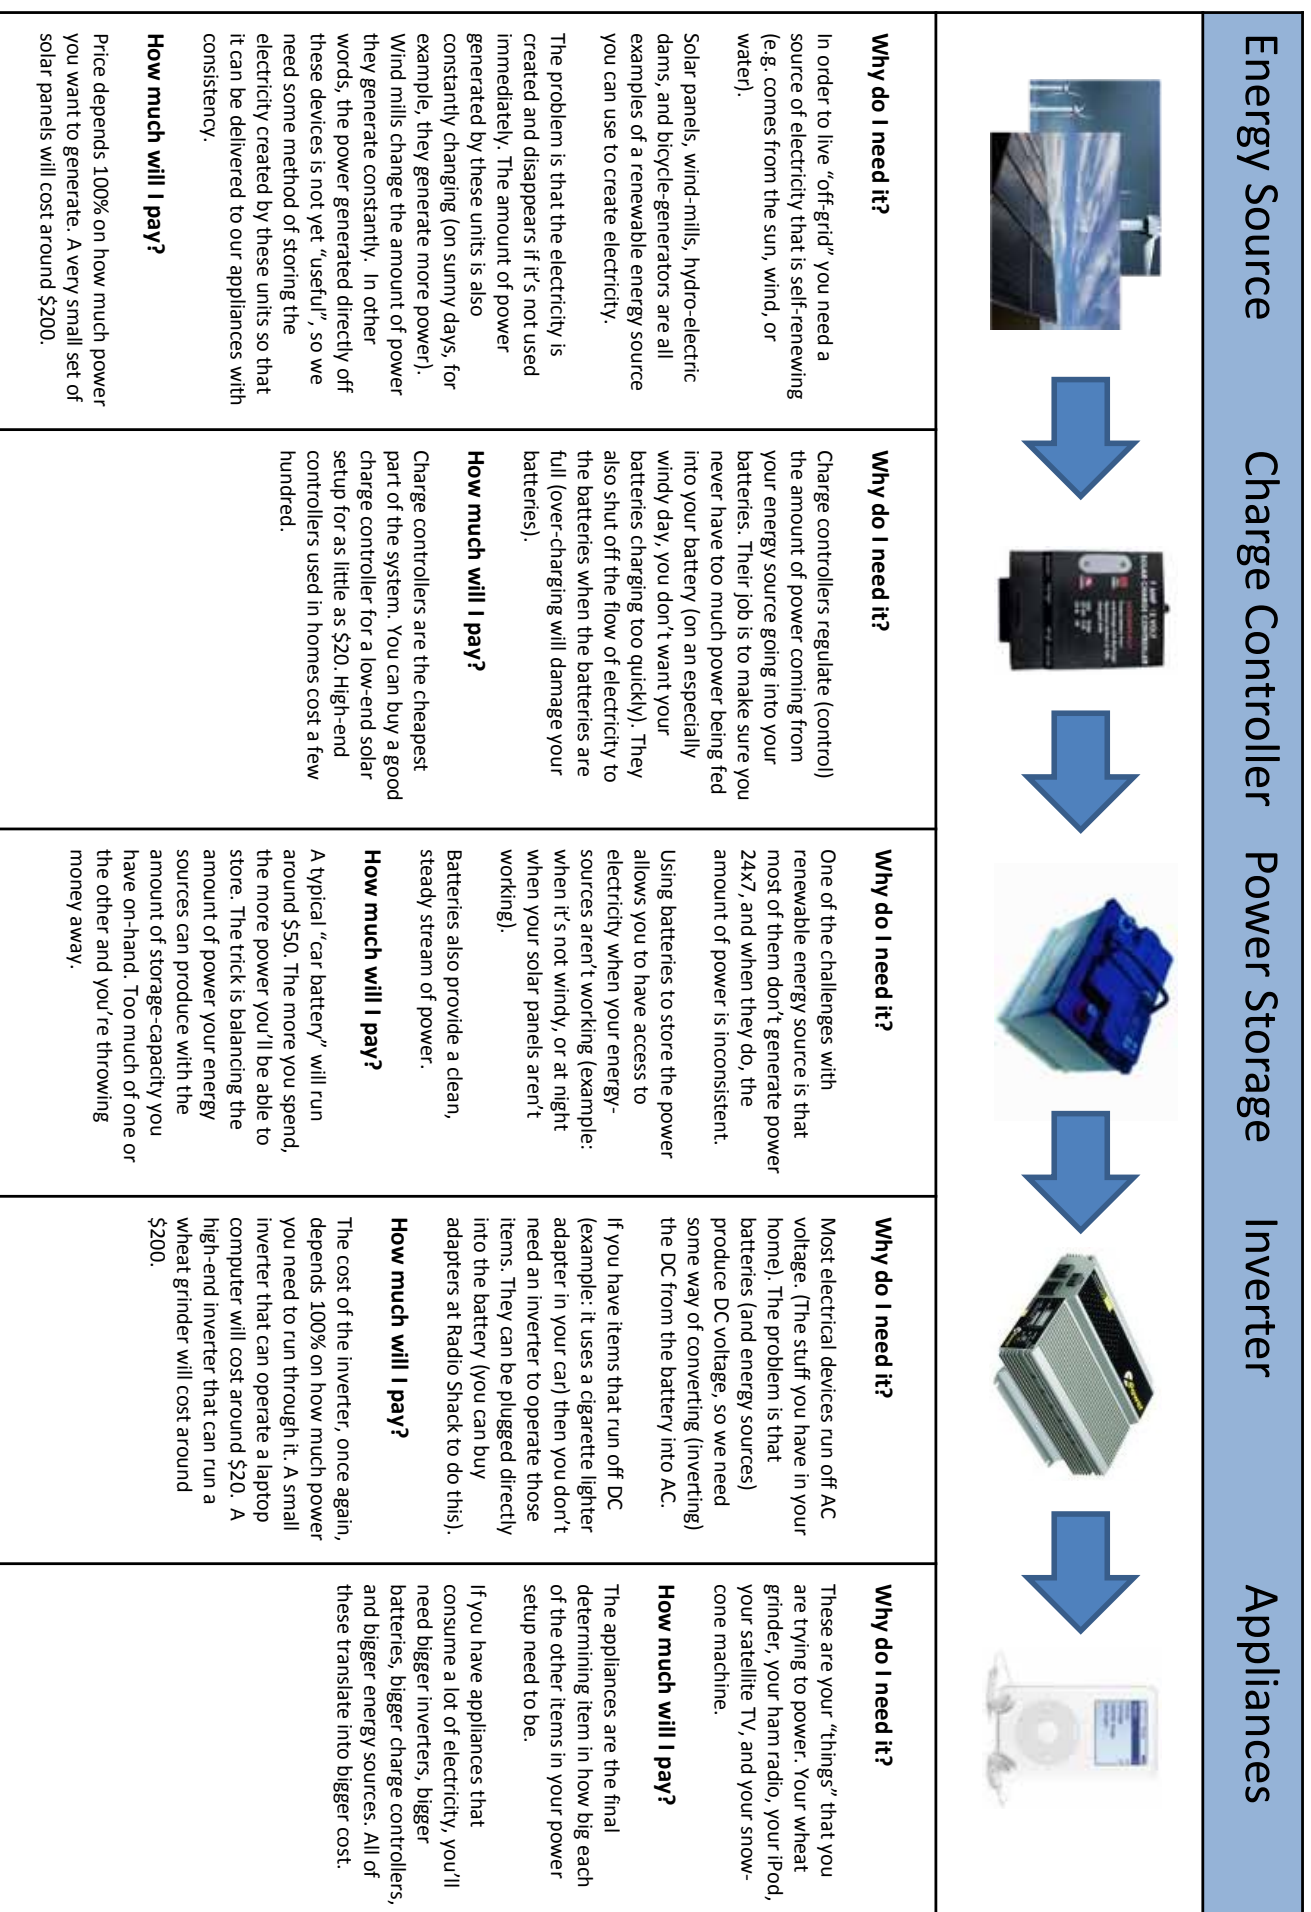 Energy Source
Charge Controller
Power Storage
Inverter
Appliances
Why do I need it?
In order to live “off-grid” you need a
source of electricity that is self-renewing
(e.g. comes from the sun, wind, or
water).
Solar panels, wind-mills, hydro-electric
dams, and bicycle-generators are all
examples of a renewable energy source
you can use to create electricity.
The problem is that the electricity is
created and disappears if it’s not used
immediately. The amount of power
generated by these units is also
constantly changing (on sunny days, for
example, they generate more power).
Wind mills change the amount of power
they generate constantly. In other
words, the power generated directly off
these devices is not yet “useful”, so we
need some method of storing the
electricity created by these units so that
it can be delivered to our appliances with
consistency.
How much will I pay?
Price depends 100% on how much power
you want to generate. A very small set of
solar panels will cost around $200.
Why do I need it?
Charge controllers regulate (control)
the amount of power coming from
your energy source going into your
batteries. Their job is to make sure you
never have too much power being fed
into your battery (on an especially
windy day, you don’t want your
batteries charging too quickly). They
also shut off the flow of electricity to
the batteries when the batteries are
full (over-charging will damage your
batteries).
How much will I pay?
Charge controllers are the cheapest
part of the system. You can buy a good
charge controller for a low-end solar
setup for as little as $20. High-end
controllers used in homes cost a few
hundred.
Why do I need it?
One of the challenges with
renewable energy source is that
most of them don’t generate power
24x7, and when they do, the
amount of power is inconsistent.
Using batteries to store the power
allows you to have access to
electricity when your energy-
sources aren’t working (example:
when it’s not windy, or at night
when your solar panels aren’t
working).
Batteries also provide a clean,
steady stream of power.
How much will I pay?
A typical “car battery” will run
around $50. The more you spend,
the more power you’ll be able to
store. The trick is balancing the
amount of power your energy
sources can produce with the
amount of storage-capacity you
have on-hand. Too much of one or
the other and you’re throwing
money away.
Why do I need it?
Most electrical devices run off AC
voltage. (The stuff you have in your
home). The problem is that
batteries (and energy sources)
produce DC voltage, so we need
some way of converting (inverting)
the DC from the battery into AC.
If you have items that run off DC
(example: it uses a cigarette lighter
adapter in your car) then you don’t
need an inverter to operate those
items. They can be plugged directly
into the battery (you can buy
adapters at Radio Shack to do this).
How much will I pay?
The cost of the inverter, once again,
depends 100% on how much power
you need to run through it. A small
inverter that can operate a laptop
computer will cost around $20. A
high-end inverter that can run a
wheat grinder will cost around
$200.
Why do I need it?
These are your “things” that you
are trying to power. Your wheat
grinder, your ham radio, your iPod,
your satellite TV, and your snow-
cone machine.
How much will I pay?
The appliances are the final
determining item in how big each
of the other items in your power
setup need to be.
If you have appliances that
consume a lot of electricity, you’ll
need bigger inverters, bigger
batteries, bigger charge controllers,
and bigger energy sources. All of
these translate into bigger cost.